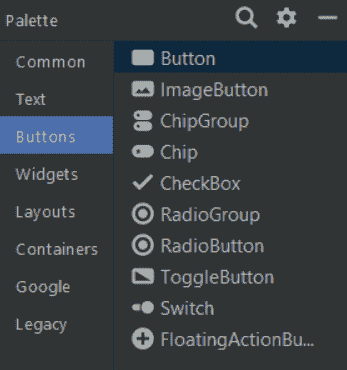 Palette
Common
Text
Buttons
Widgets
Layouts
Containers
Google
Legacy
Button
ImageButton
ChipGroup
Chip
CheckBox
RadioGroup
RadioButton
ToggleButton
Switch
FloatingActionBu...